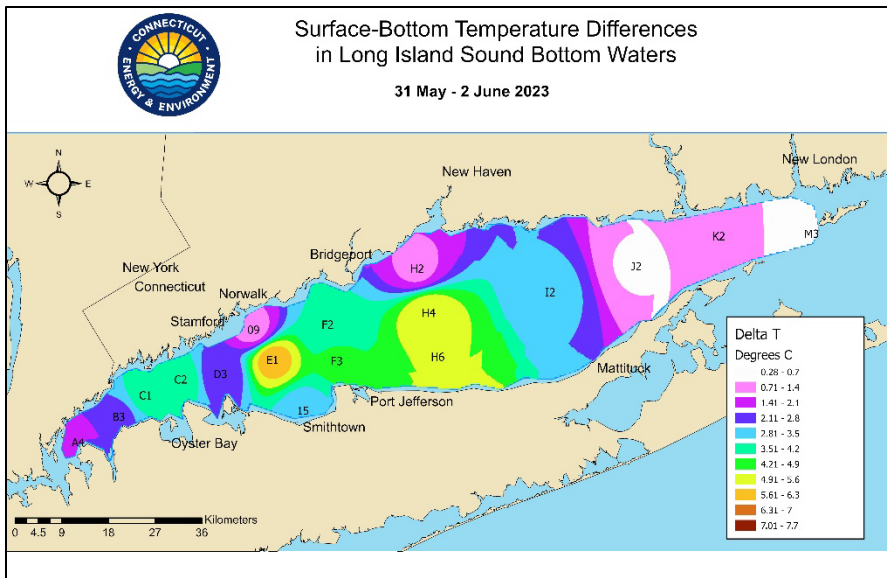 CONNECTICUT
ENERGY & ENVIRONMENT
Surface-Bottom Temperature Differences
in Long Island Sound Bottom Waters
31 May - 2 June 2023
N
W E
S
New London
New Haven
M3
K2
Bridgeport
H2
J2
New York
Connecticut
I2
Norwalk
Stamford
09
F2
H4
E1
F3
H6
D3
C2
C1
Mattituck
Port Jefferson
15
B3
Smithtown
A4
Oyster Bay
Kilometers
0 4.5 9 18 27 36
Delta T
Degrees C
0.28 - 0.7
0.71 - 1.4
1.41 - 2.1
2.11 - 2.8
2.81 - 3.5
3.51 - 4.2
4.21 - 4.9
4.91 - 5.6
5.61 - 6.3
6.31 - 7
7.01 - 7.7